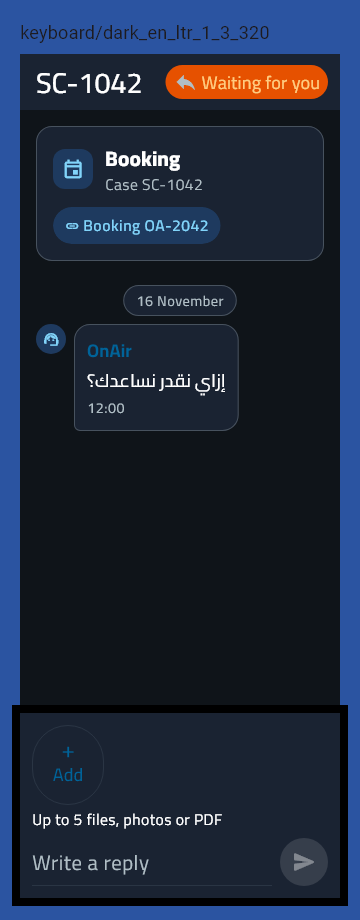 keyboard/dark_en_ltr_1_3_320
SC-1042
Waiting for you
Booking
Case SC-1042
Booking OA-2042
16 November
OnAir
إزاي نقدر نساعدك؟
12:00
+
Add
Up to 5 files, photos or PDF
Write a reply